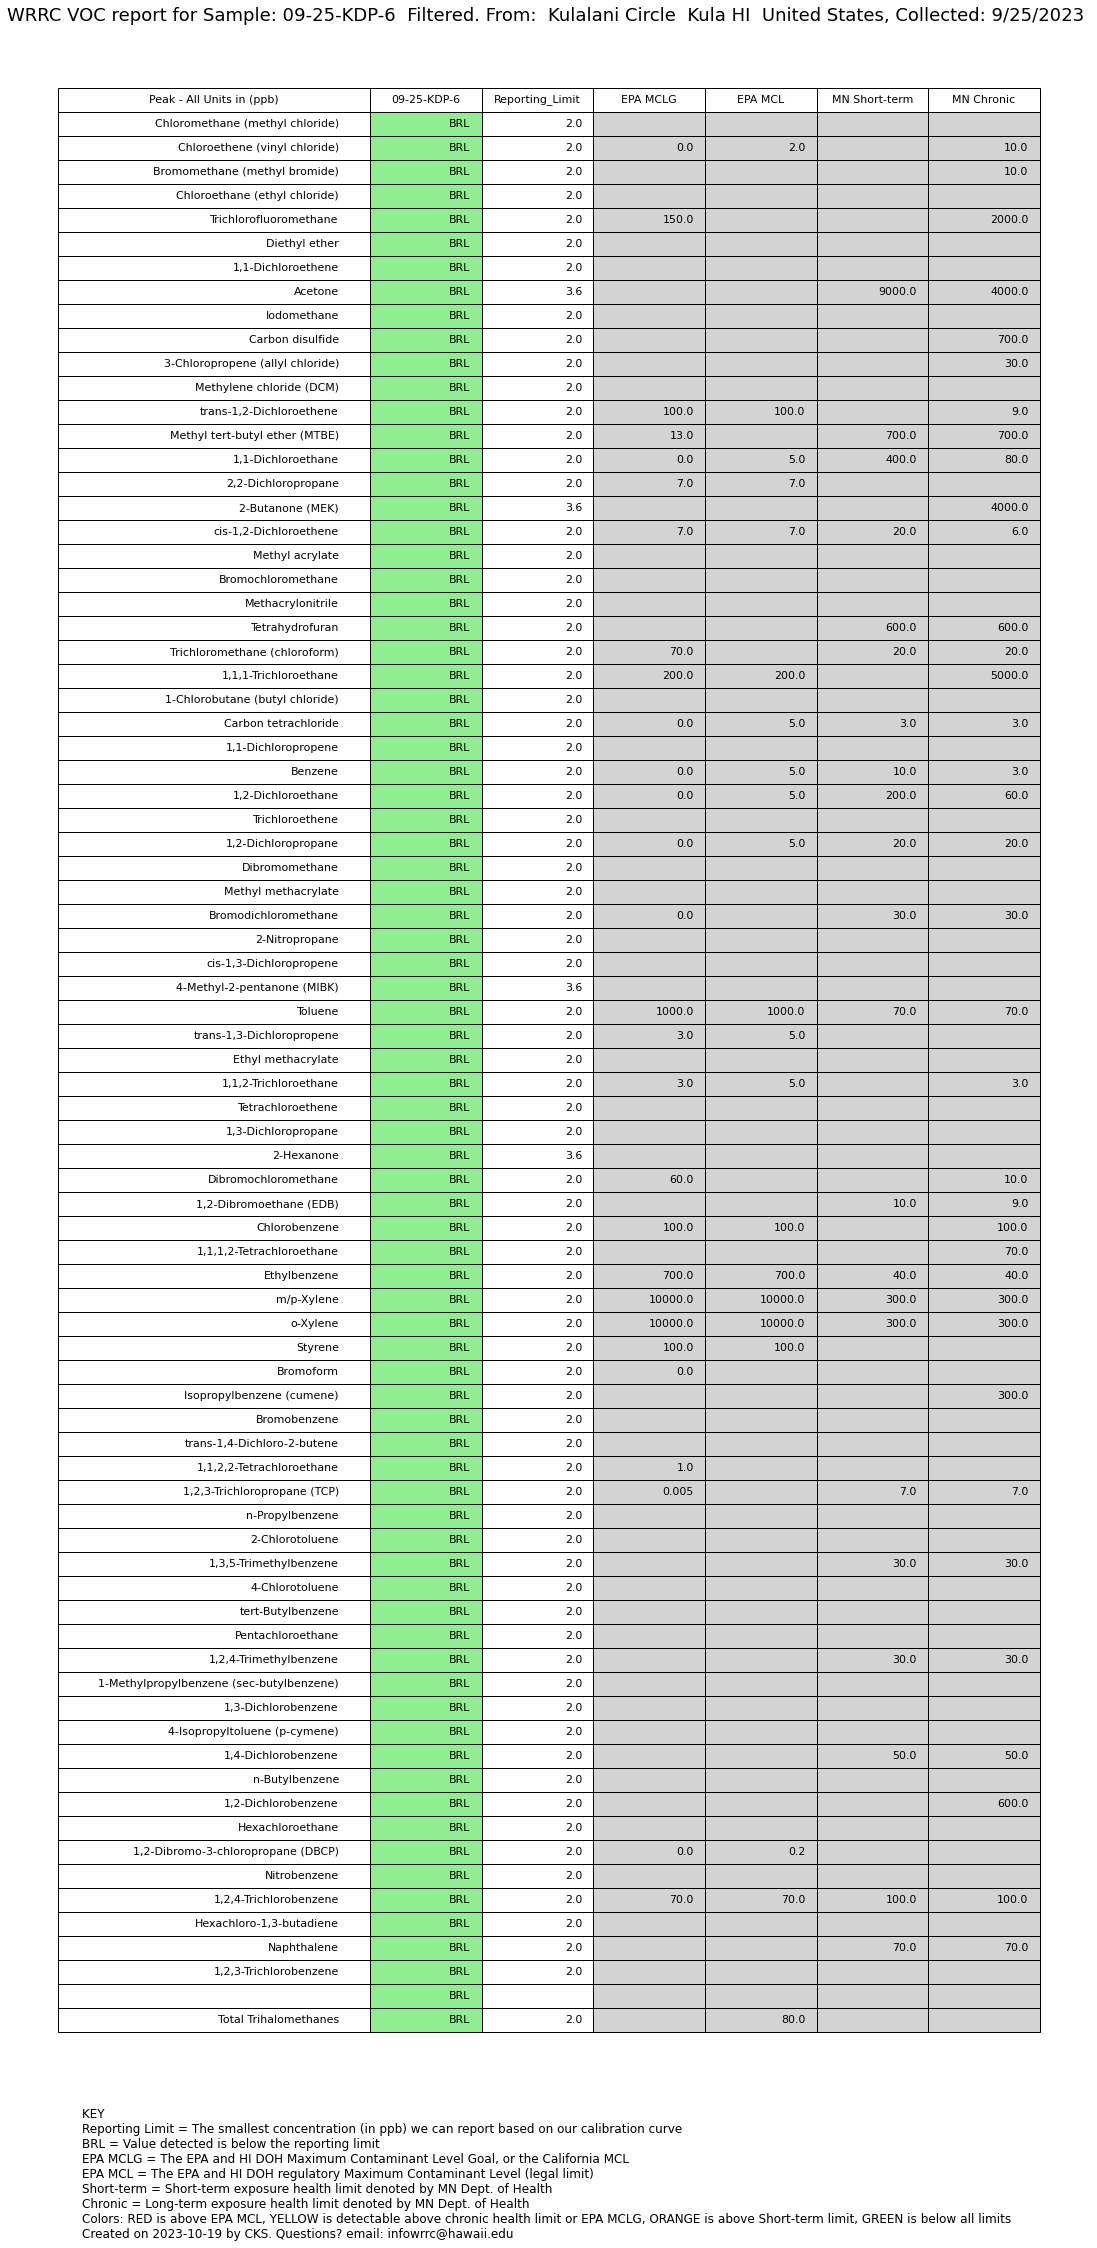 WRRC VOC report for Sample: 09-25-KDP-6  Filtered. From:  Kulalani Circle  Kula HI  United States, Collected: 9/25/2023
Peak - All Units in (ppb) 09-25-KDP-6 Reporting_Limit EPA MCLG EPA MCL MN Short-term MN Chronic
Chloromethane (methyl chloride) BRL 2.0
Chloroethene (vinyl chloride) BRL 2.0 0.0 2.0 10.0
Bromomethane (methyl bromide) BRL 2.0 10.0
Chloroethane (ethyl chloride) BRL 2.0
Trichlorofluoromethane BRL 2.0 150.0 2000.0
Diethyl ether BRL 2.0
1,1-Dichloroethene BRL 2.0
Acetone BRL 3.6 9000.0 4000.0
Iodomethane BRL 2.0
Carbon disulfide BRL 2.0 700.0
3-Chloropropene (allyl chloride) BRL 2.0 30.0
Methylene chloride (DCM) BRL 2.0
trans-1,2-Dichloroethene BRL 2.0 100.0 100.0 9.0
Methyl tert-butyl ether (MTBE) BRL 2.0 13.0 700.0 700.0
1,1-Dichloroethane BRL 2.0 0.0 5.0 400.0 80.0
2,2-Dichloropropane BRL 2.0 7.0 7.0
2-Butanone (MEK) BRL 3.6 4000.0
cis-1,2-Dichloroethene BRL 2.0 7.0 7.0 20.0 6.0
Methyl acrylate BRL 2.0
Bromochloromethane BRL 2.0
Methacrylonitrile BRL 2.0
Tetrahydrofuran BRL 2.0 600.0 600.0
Trichloromethane (chloroform) BRL 2.0 70.0 20.0 20.0
1,1,1-Trichloroethane BRL 2.0 200.0 200.0 5000.0
1-Chlorobutane (butyl chloride) BRL 2.0
Carbon tetrachloride BRL 2.0 0.0 5.0 3.0 3.0
1,1-Dichloropropene BRL 2.0
Benzene BRL 2.0 0.0 5.0 10.0 3.0
1,2-Dichloroethane BRL 2.0 0.0 5.0 200.0 60.0
Trichloroethene BRL 2.0
1,2-Dichloropropane BRL 2.0 0.0 5.0 20.0 20.0
Dibromomethane BRL 2.0
Methyl methacrylate BRL 2.0
Bromodichloromethane BRL 2.0 0.0 30.0 30.0
2-Nitropropane BRL 2.0
cis-1,3-Dichloropropene BRL 2.0
4-Methyl-2-pentanone (MIBK) BRL 3.6
Toluene BRL 2.0 1000.0 1000.0 70.0 70.0
trans-1,3-Dichloropropene BRL 2.0 3.0 5.0
Ethyl methacrylate BRL 2.0
1,1,2-Trichloroethane BRL 2.0 3.0 5.0 3.0
Tetrachloroethene BRL 2.0
1,3-Dichloropropane BRL 2.0
2-Hexanone BRL 3.6
Dibromochloromethane BRL 2.0 60.0 10.0
1,2-Dibromoethane (EDB) BRL 2.0 10.0 9.0
Chlorobenzene BRL 2.0 100.0 100.0 100.0
1,1,1,2-Tetrachloroethane BRL 2.0 70.0
Ethylbenzene BRL 2.0 700.0 700.0 40.0 40.0
m/p-Xylene BRL 2.0 10000.0 10000.0 300.0 300.0
o-Xylene BRL 2.0 10000.0 10000.0 300.0 300.0
Styrene BRL 2.0 100.0 100.0
Bromoform BRL 2.0 0.0
Isopropylbenzene (cumene) BRL 2.0 300.0
Bromobenzene BRL 2.0
trans-1,4-Dichloro-2-butene BRL 2.0
1,1,2,2-Tetrachloroethane BRL 2.0 1.0
1,2,3-Trichloropropane (TCP) BRL 2.0 0.005 7.0 7.0
n-Propylbenzene BRL 2.0
2-Chlorotoluene BRL 2.0
1,3,5-Trimethylbenzene BRL 2.0 30.0 30.0
4-Chlorotoluene BRL 2.0
tert-Butylbenzene BRL 2.0
Pentachloroethane BRL 2.0
1,2,4-Trimethylbenzene BRL 2.0 30.0 30.0
1-Methylpropylbenzene (sec-butylbenzene) BRL 2.0
1,3-Dichlorobenzene BRL 2.0
4-Isopropyltoluene (p-cymene) BRL 2.0
1,4-Dichlorobenzene BRL 2.0 50.0 50.0
n-Butylbenzene BRL 2.0
1,2-Dichlorobenzene BRL 2.0 600.0
Hexachloroethane BRL 2.0
1,2-Dibromo-3-chloropropane (DBCP) BRL 2.0 0.0 0.2
Nitrobenzene BRL 2.0
1,2,4-Trichlorobenzene BRL 2.0 70.0 70.0 100.0 100.0
Hexachloro-1,3-butadiene BRL 2.0
Naphthalene BRL 2.0 70.0 70.0
1,2,3-Trichlorobenzene BRL 2.0
BRL
Total Trihalomethanes BRL 2.0 80.0
KEY
Reporting Limit = The smallest concentration (in ppb) we can report based on our calibration curve
BRL = Value detected is below the reporting limit
EPA MCLG = The EPA and HI DOH Maximum Contaminant Level Goal, or the California MCL
EPA MCL = The EPA and HI DOH regulatory Maximum Contaminant Level (legal limit)
Short-term = Short-term exposure health limit denoted by MN Dept. of Health
Chronic = Long-term exposure health limit denoted by MN Dept. of Health
Colors: RED is above EPA MCL, YELLOW is detectable above chronic health limit or EPA MCLG, ORANGE is above Short-term limit, GREEN is below all limits
Created on 2023-10-19 by CKS. Questions? email: infowrrc@hawaii.edu